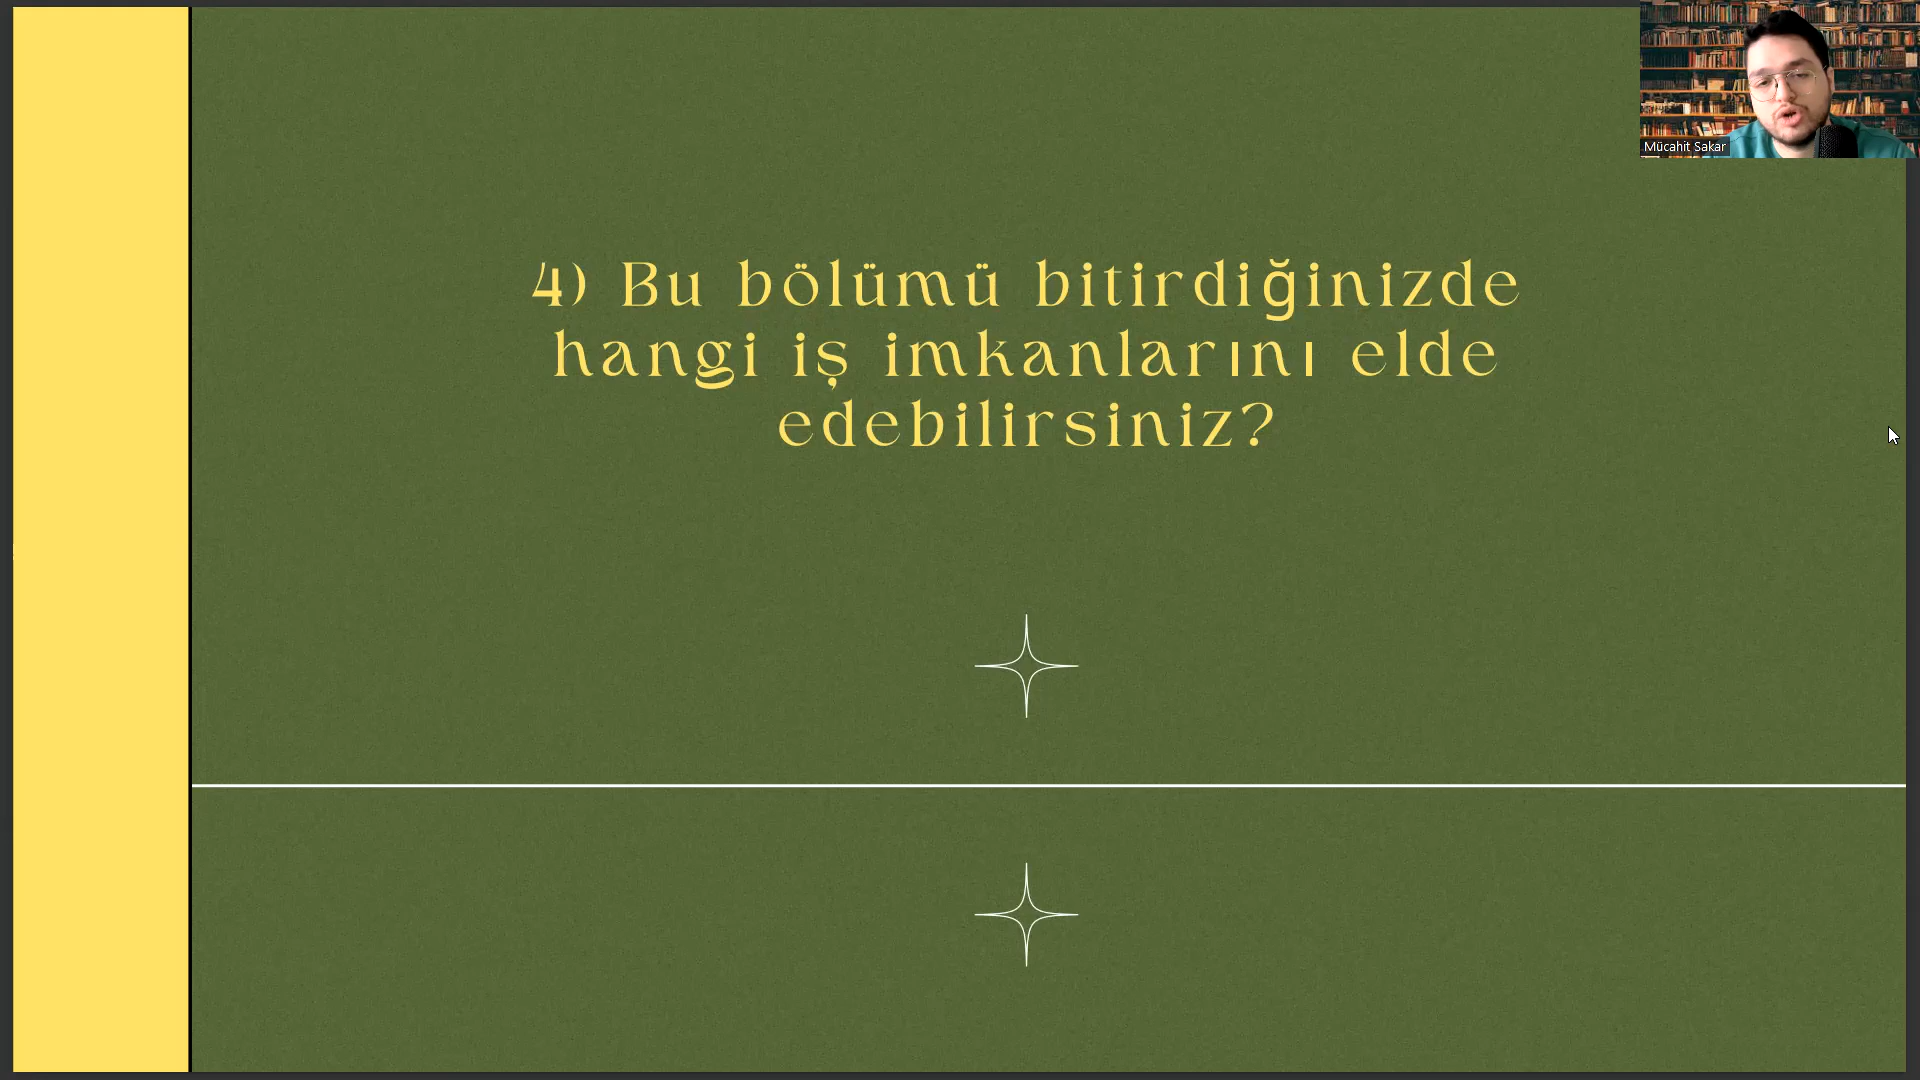 4) Bu bölümü bitirdiğinizde
hangi iş imkanlarını elde
edebilirsiniz?
Mücahit Sakar